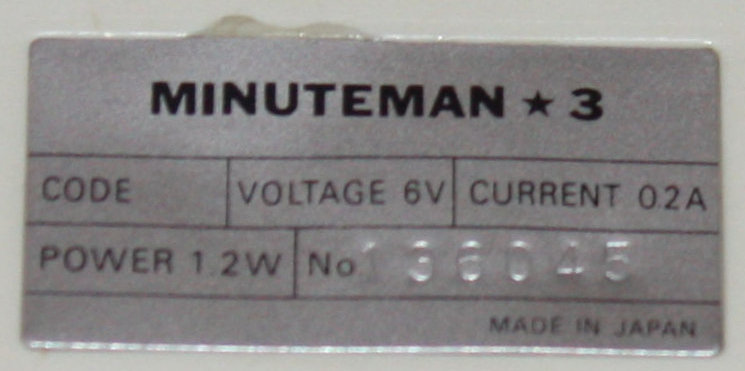 MINUTEMAN ★ 3
CODE VOLTAGE 6V CURRENT 0.2A
POWER 1.2W No 136045
MADE IN JAPAN